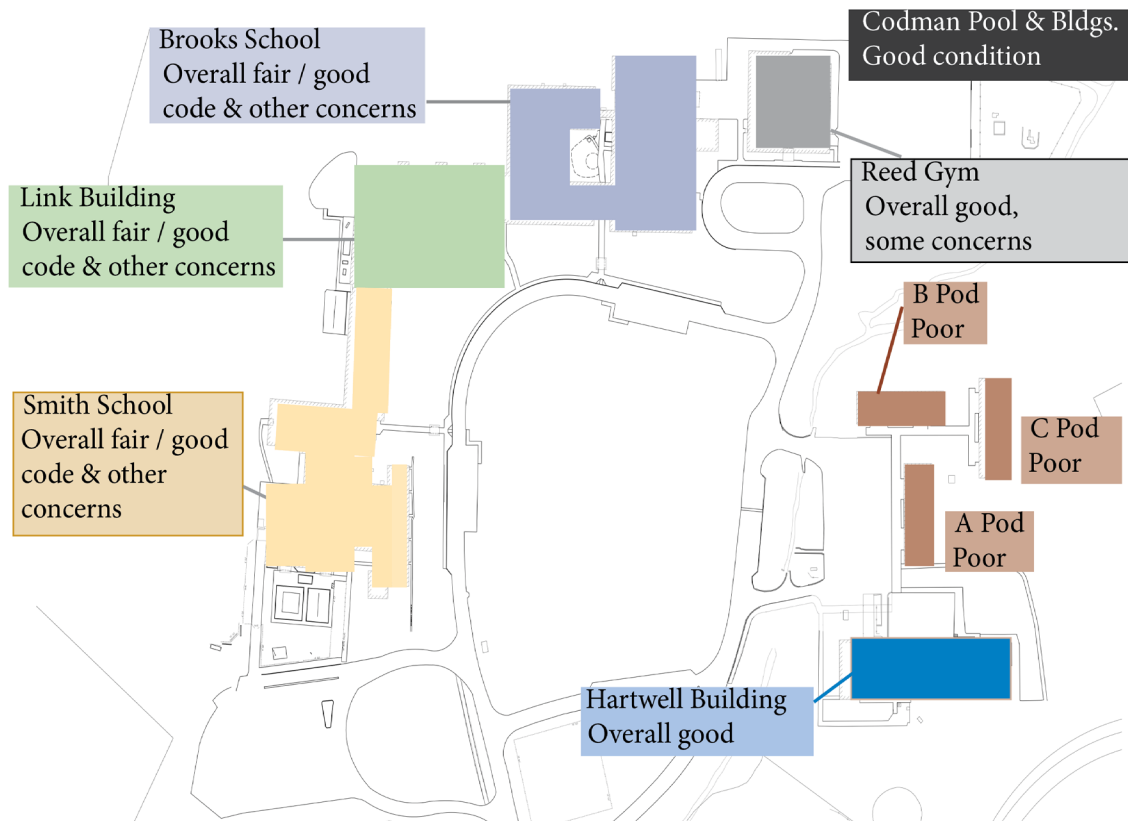 Brooks School
Overall fair / good
code & other concerns
Codman Pool & Bldgs.
Good condition
Link Building
Overall fair / good
code & other concerns
Reed Gym
Overall good,
some concerns
B Pod
Poor
Smith School
Overall fair / good
code & other
concerns
C Pod
Poor
A Pod
Poor
Hartwell Building
Overall good